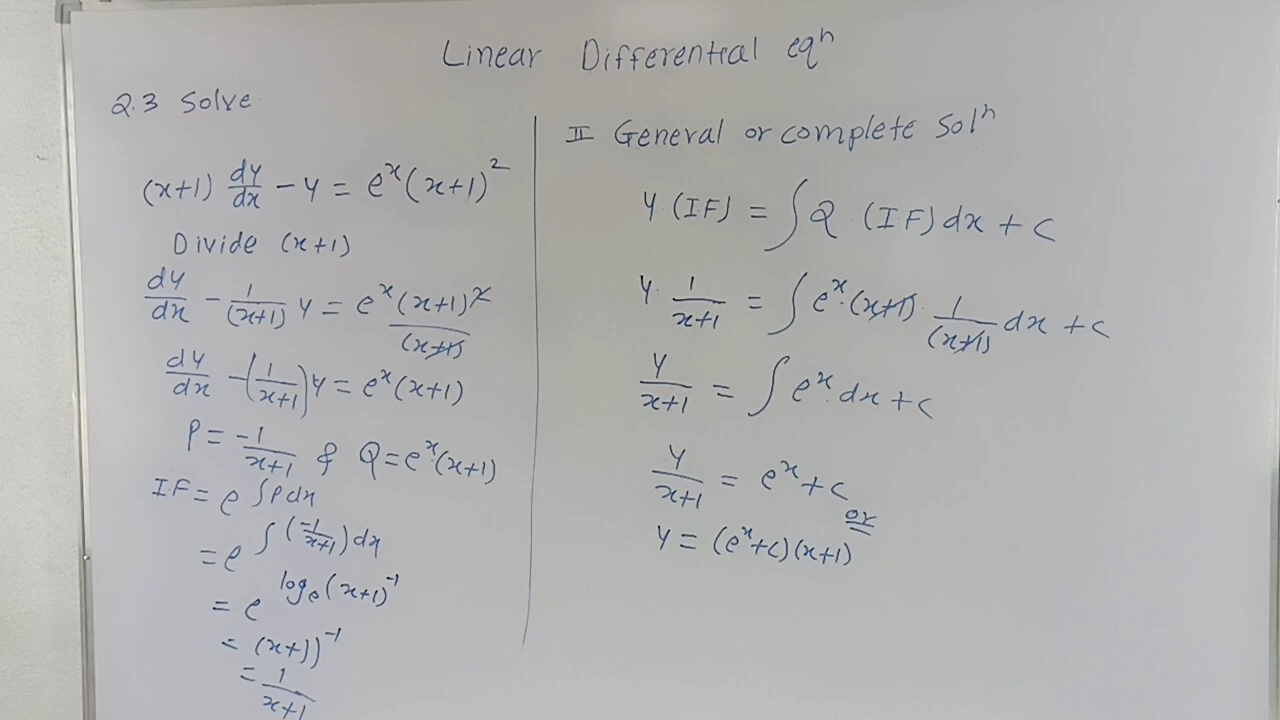 Linear Differential eqⁿ
Q.3 Solve.
(x+1) dy/dx - y = eˣ(x+1)²
Divide (x+1)
dy/dx - 1/(x+1) y = eˣ(x+1)²/(x+1)
dy/dx - (1/x+1) y = eˣ(x+1)
P = -1/x+1 & Q = eˣ.(x+1)
I.F = e ∫Pdx
= e ∫(-1/x+1)dx
= e logₑ(x+1)⁻¹
= (x+1)⁻¹
= 1/x+1
II General or complete Solⁿ
y (IF) = ∫Q.(IF)dx + c
y. 1/x+1 = ∫eˣ.(x+1). 1/(x+1) dx + c
y/x+1 = ∫eˣ.dx + c
y/x+1 = eˣ + c
or
y = (eˣ+c)(x+1)